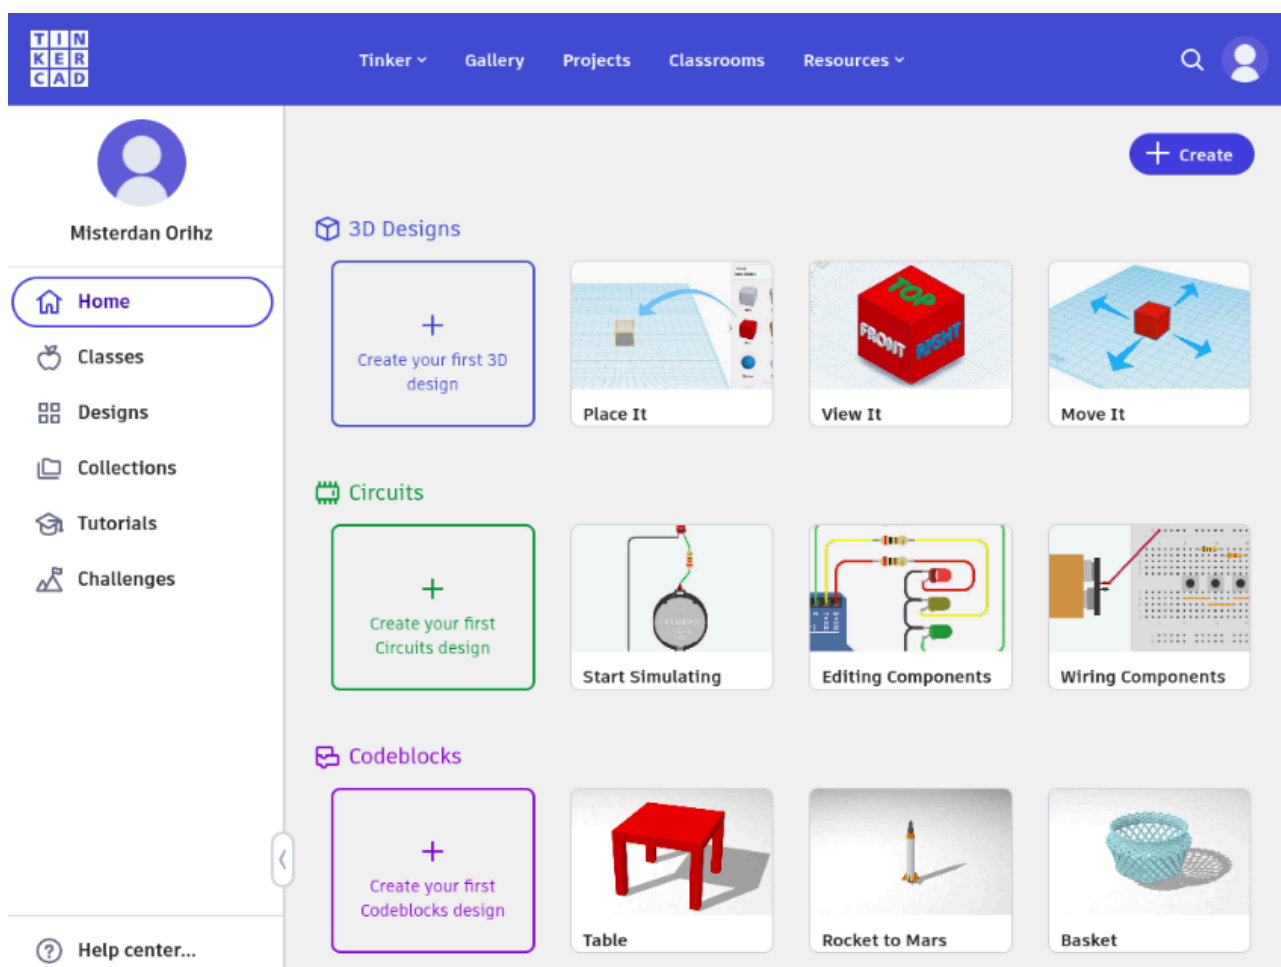 TIN
KER
CAD
Tinker
Gallery
Projects
Classrooms
Resources
Misterdan Orihz
Home
Classes
Designs
Collections
Tutorials
Challenges
Help center...
+ Create
3D Designs
+
Create your first 3D
design
TOP
FRONT
RIGHT
Place It
View It
Move It
Circuits
+
Create your first
Circuits design
Start Simulating
Editing Components
Wiring Components
Codeblocks
+
Create your first
Codeblocks design
Table
Rocket to Mars
Basket